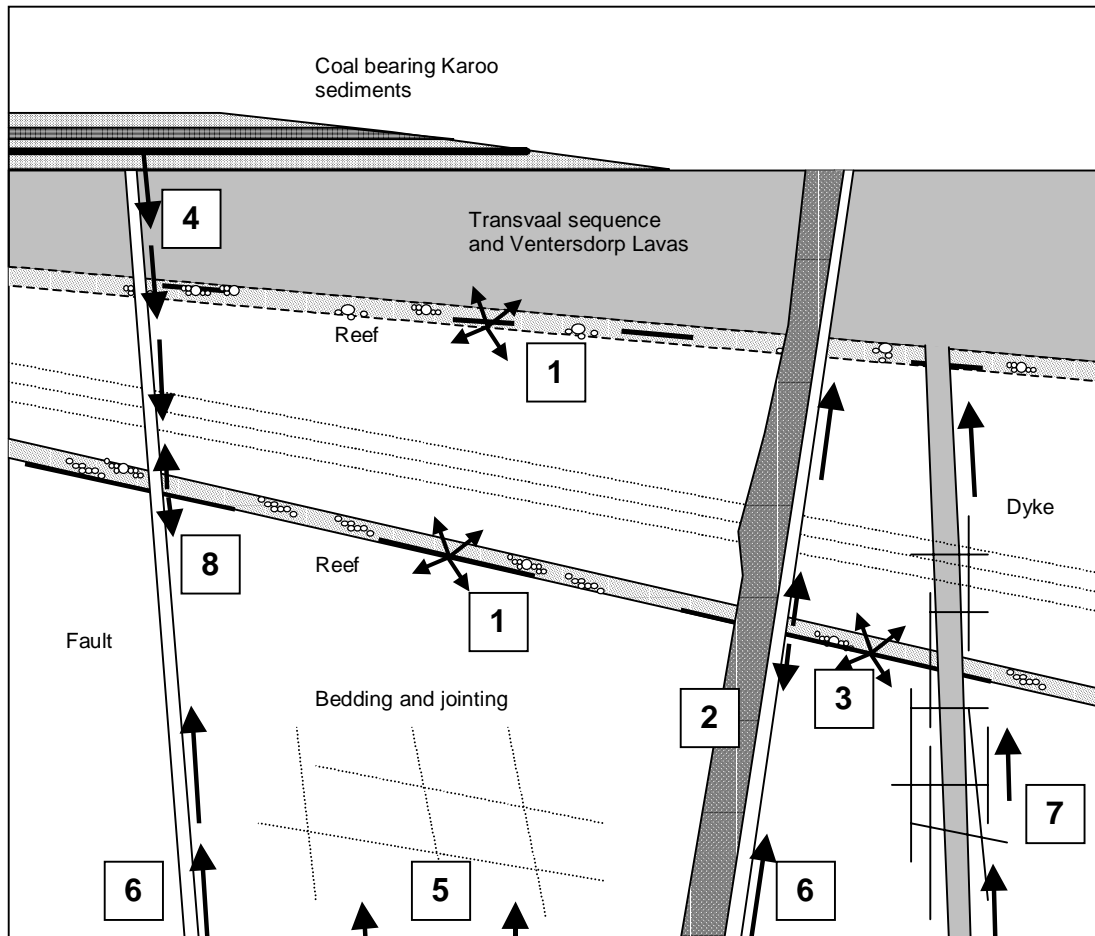 Coal bearing Karoo
sediments
4
Transvaal sequence
and Ventersdorp Lavas
Reef
1
Dyke
8
Reef
1
Fault
3
Bedding and jointing
2
7
6
5
6